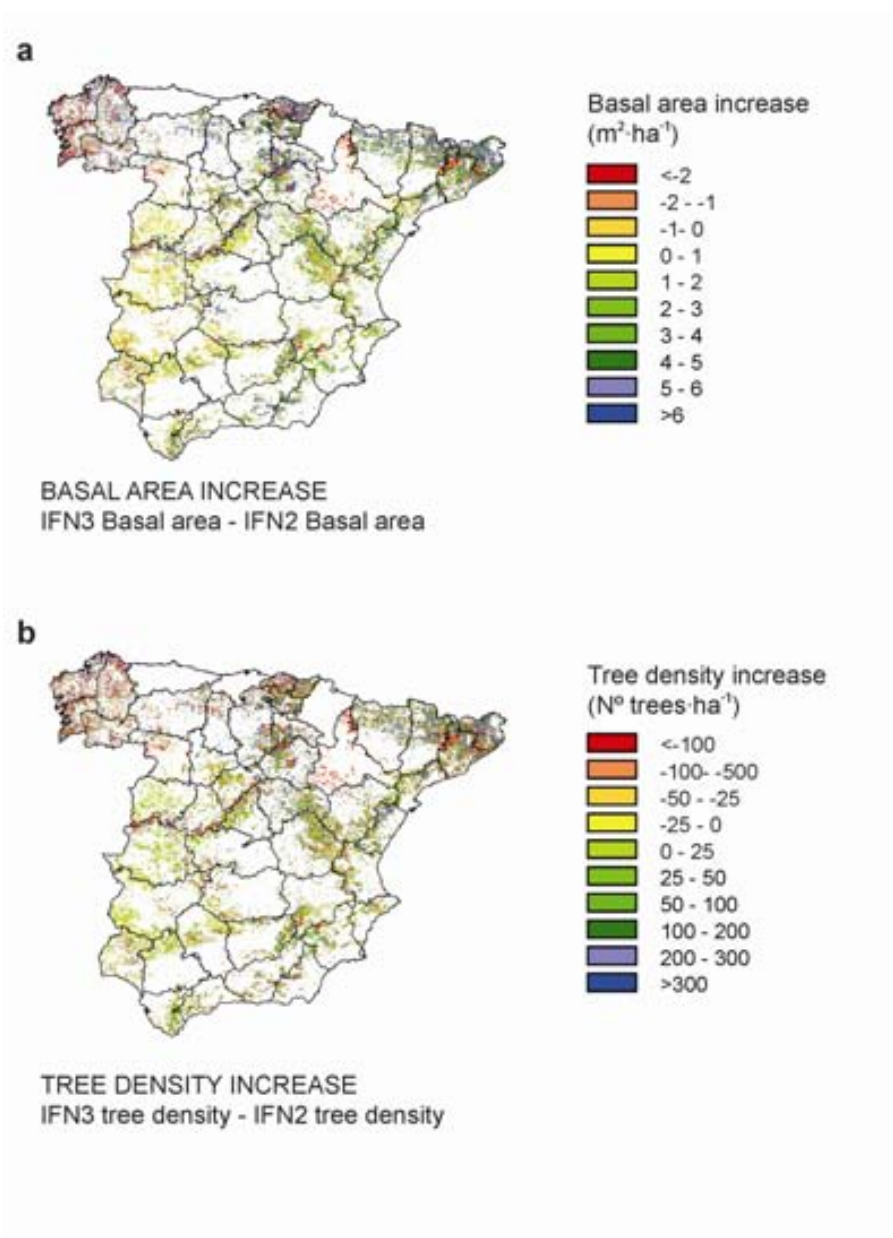 a
Basal area increase
(m²·ha⁻¹)
<-2
-2 - -1
-1- 0
0 - 1
1 - 2
2 - 3
3 - 4
4 - 5
5 - 6
>6
BASAL AREA INCREASE
IFN3 Basal area - IFN2 Basal area
b
Tree density increase
(Nº trees·ha⁻¹)
<-100
-100- -500
-50 - -25
-25 - 0
0 - 25
25 - 50
50 - 100
100 - 200
200 - 300
>300
TREE DENSITY INCREASE
IFN3 tree density - IFN2 tree density